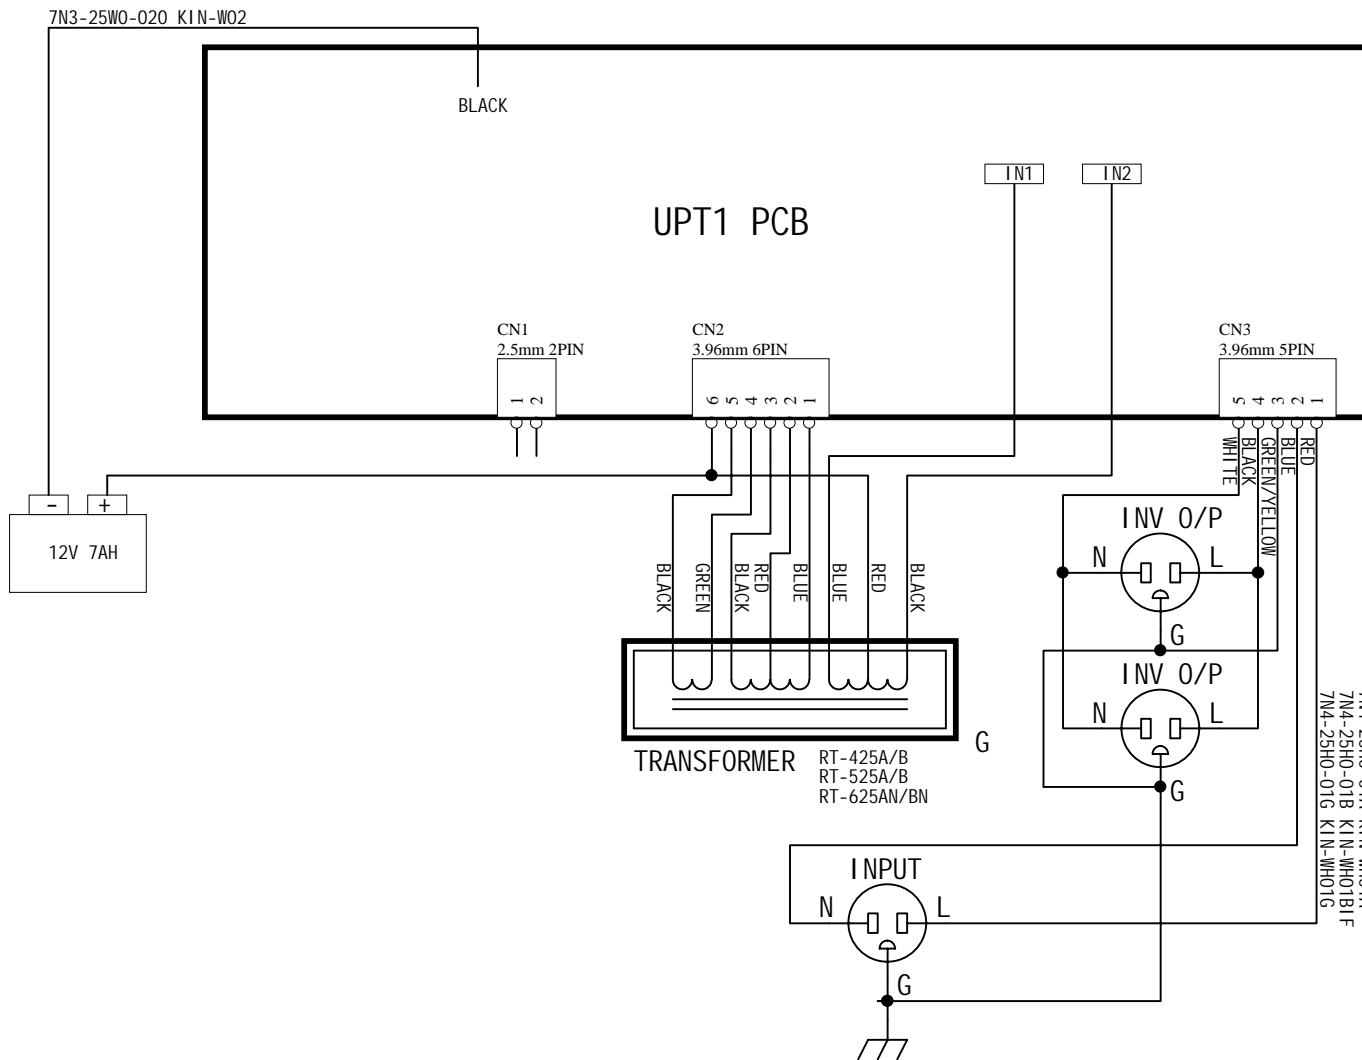 7N3-25W0-020 KIN-W02
BLACK
IN1
IN2
UPT1 PCB
CN1
2.5mm 2PIN
CN2
3.96mm 6PIN
CN3
3.96mm 5PIN
1
2
6
5
4
3
2
1
5
4
3
2
1
WHITE
BLACK
GREEN/YELLOW
BLUE
RED
- +
12V 7AH
BLACK
GREEN
BLACK
RED
BLUE
BLUE
RED
BLACK
INV O/P
N L
G
INV O/P
N L
G
TRANSFORMER
RT-425A/B
RT-525A/B
RT-625AN/BN
G
7N4-25H0-01B KIN-WH01BIF
7N4-25H0-01G KIN-WH01G
INPUT
N L
G